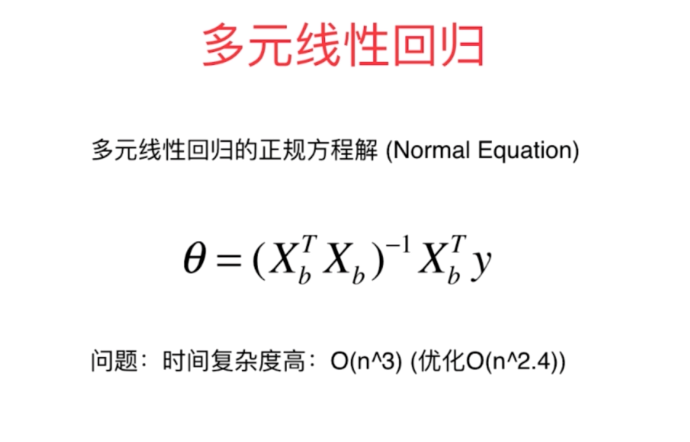 多元线性回归
多元线性回归的正规方程解 (Normal Equation)
θ = (X_b^T X_b)^{-1} X_b^T y
问题：时间复杂度高：O(n^3) (优化O(n^2.4))